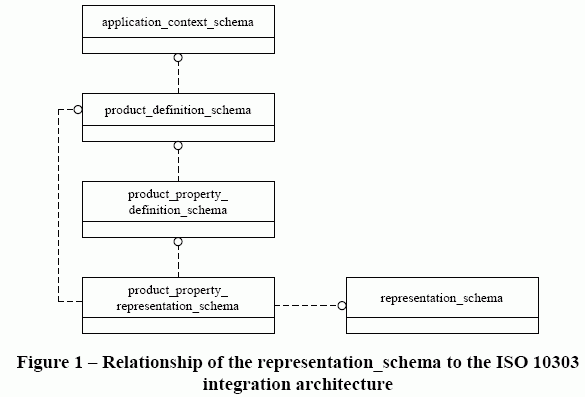 application_context_schema
product_definition_schema
product_property_
definition_schema
product_property_
representation_schema
representation_schema
Figure 1 – Relationship of the representation_schema to the ISO 10303
integration architecture